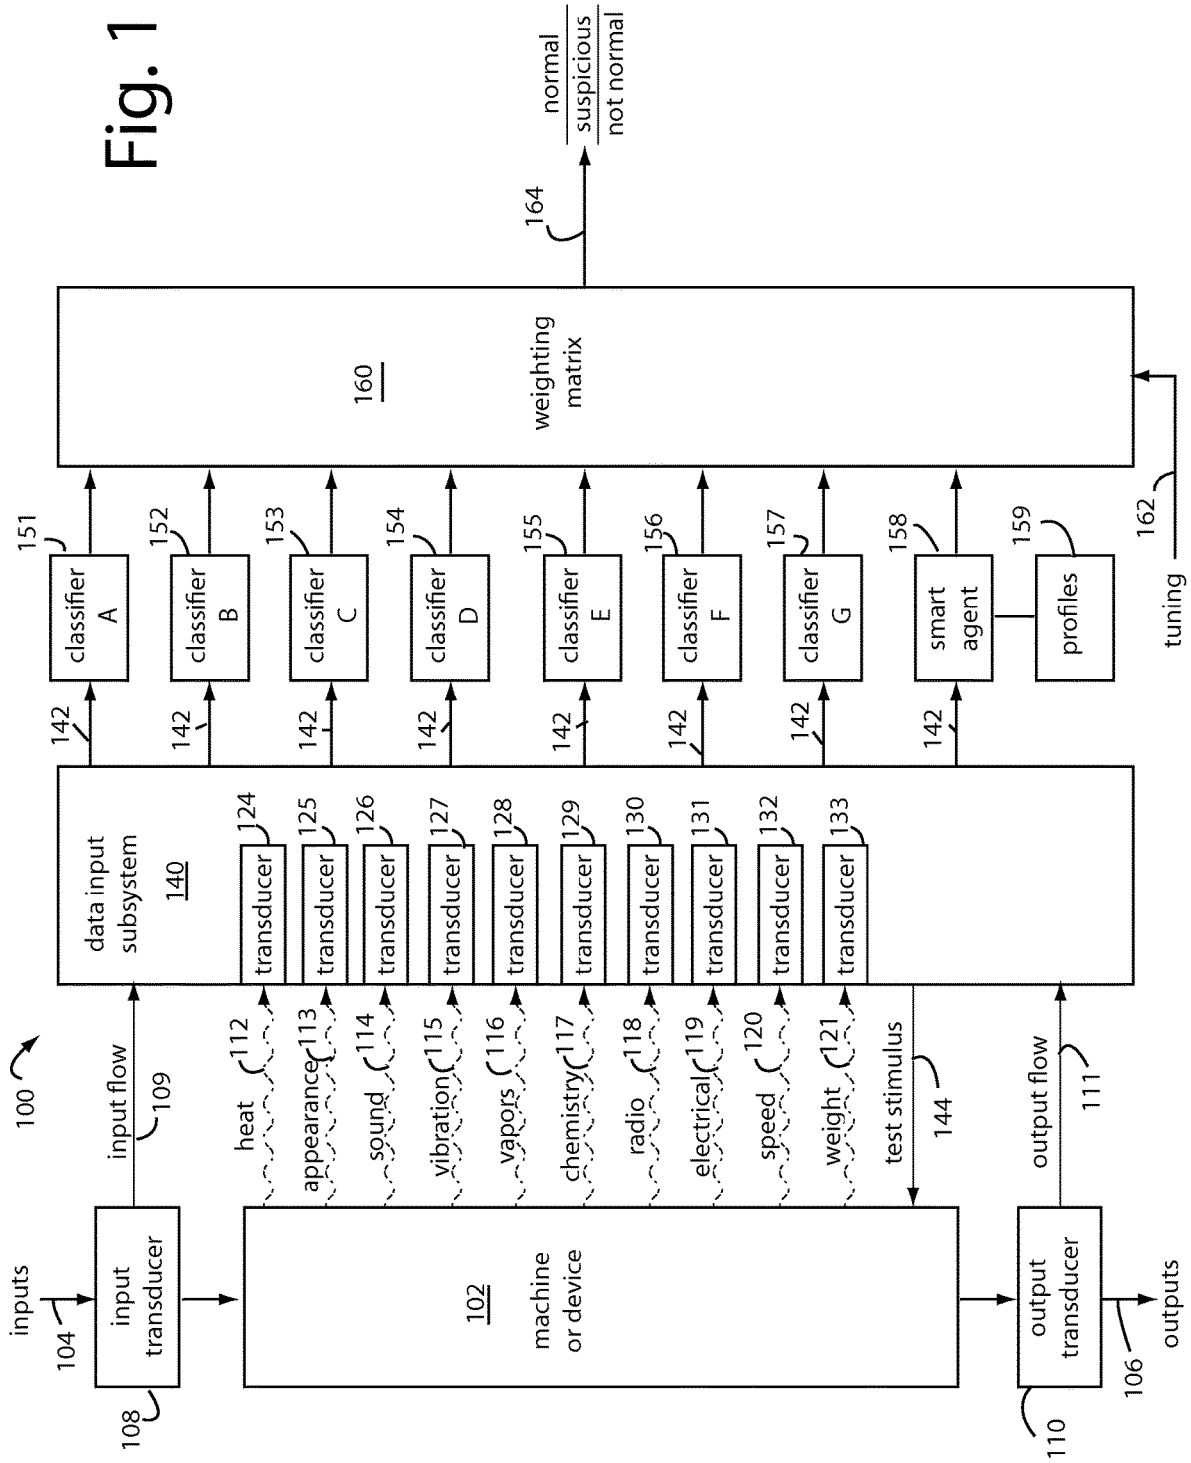 Fig. 1
100
inputs
104
input
transducer
108
input flow
109
machine
or device
102
heat
112
appearance
113
sound
114
vibration
115
vapors
116
chemistry
117
radio
118
electrical
119
speed
120
weight
121
test stimulus
144
output
transducer
110
output flow
111
106
outputs
data input
subsystem
140
transducer
124
transducer
125
transducer
126
transducer
127
transducer
128
transducer
129
transducer
130
transducer
131
transducer
132
transducer
133
142
142
142
142
142
142
142
142
classifier
A
151
classifier
B
152
classifier
C
153
classifier
D
154
classifier
E
155
classifier
F
156
classifier
G
157
smart
agent
158
profiles
159
160
weighting
matrix
tuning
162
164
normal
suspicious
not normal